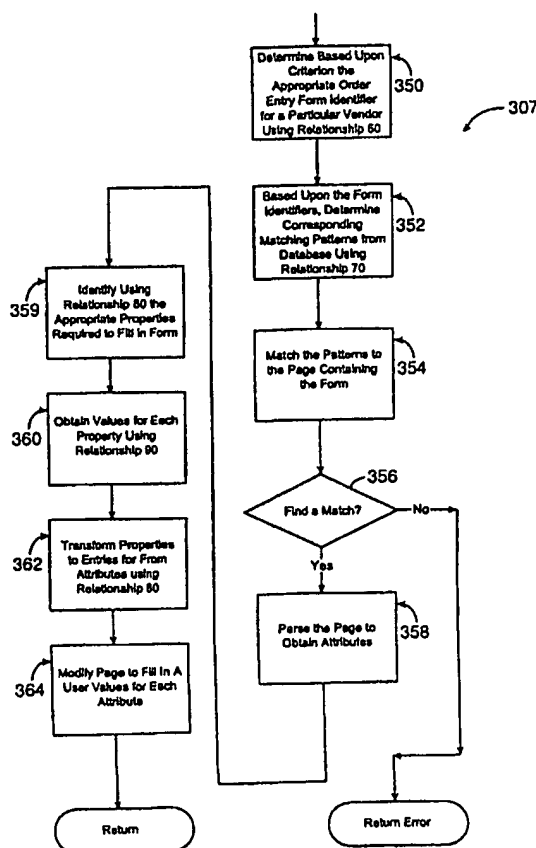 Determine Based Upon
Criterion the
Appropriate Order
Entry Form Identifier
for a Particular Vendor
Using Relationship 60
350
307
Based Upon the Form
Identifiers, Determine
Corresponding
Matching Patterns from
Database Using
Relationship 70
352
Match the Patterns to
the Page Containing
the Form
354
356
Find a Match?
No
Yes
Parse the Page to
Obtain Attributes
358
359
Identify Using
Relationship 80 the
Appropriate Properties
Required to Fill in Form
360
Obtain Values for Each
Property Using
Relationship 90
362
Transform Properties
to Entries for From
Attributes using
Relationship 80
364
Modify Page to Fill In A
User Values for Each
Attribute
Return
Return Error